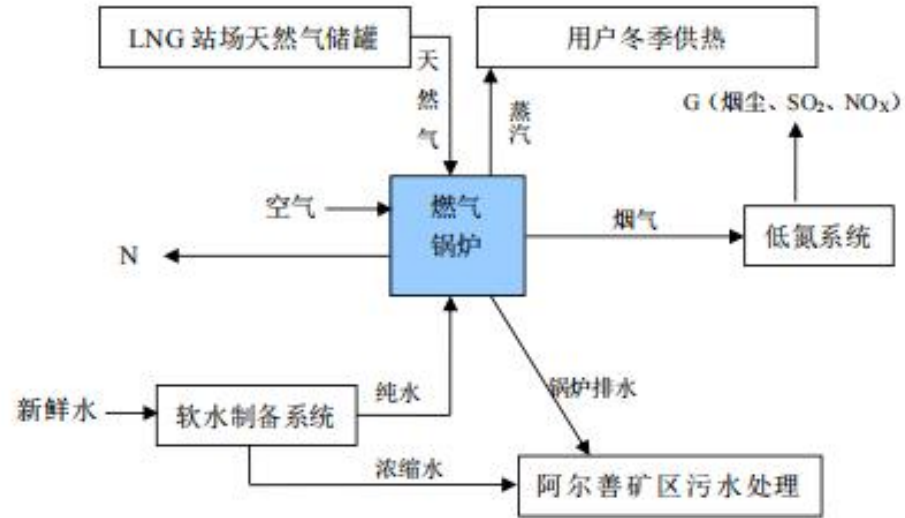 LNG 站场天然气储罐
用户冬季供热
天然气
蒸汽
G（烟尘、SO₂、NOX）
空气
燃气
锅炉
烟气
低氮系统
N
纯水
锅炉排水
新鲜水
软水制备系统
浓缩水
阿尔善矿区污水处理